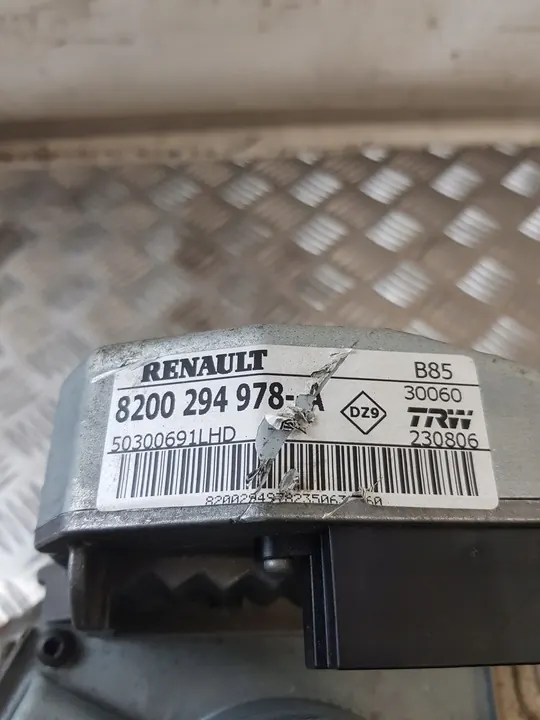 RENAULT
8200 294 978- A
50300691LHD
DZ9
B85
30060
TRW
230806